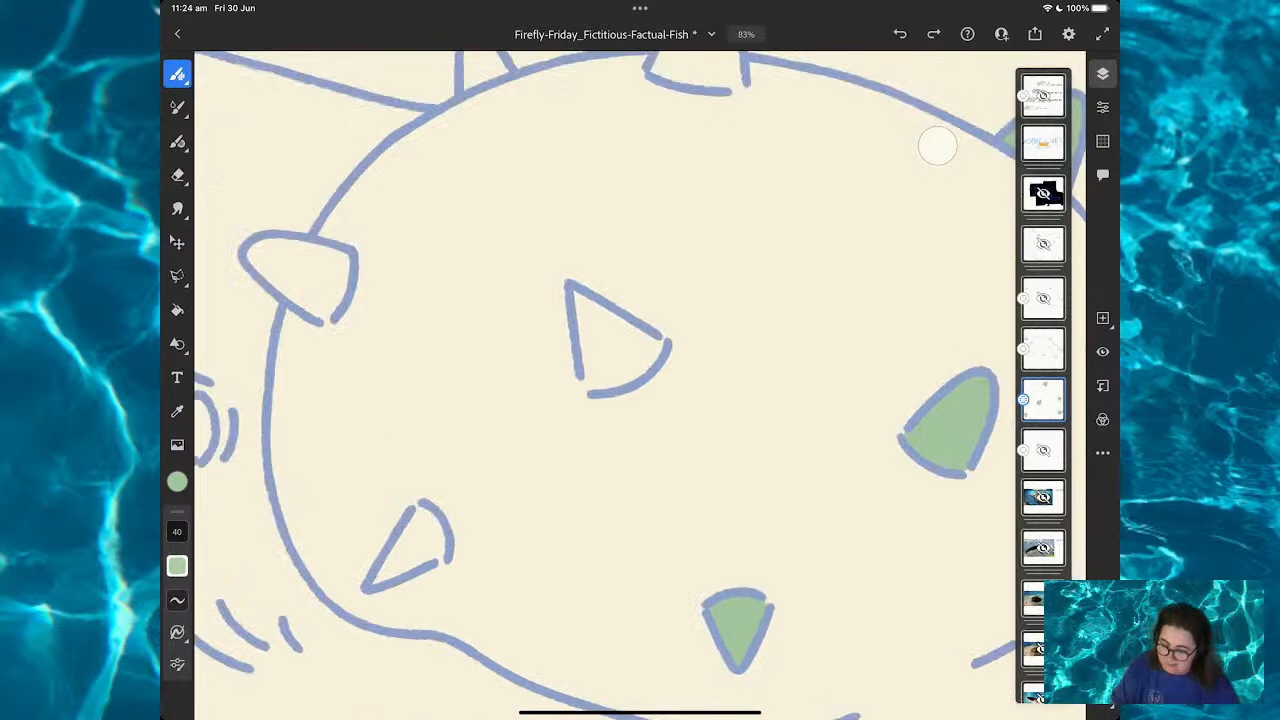 11:24 am Fri 30 Jun
100%
Firefly-Friday_Fictitious-Factual-Fish *
83%
T
40